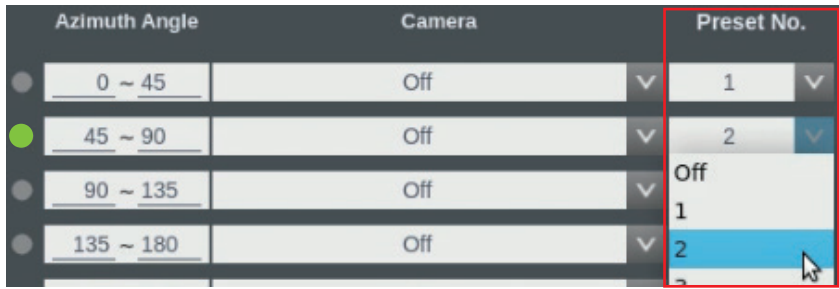 Azimuth Angle Camera Preset No.
0 ~ 45 Off 1
45 ~ 90 Off 2
Off
90 ~ 135 Off
1
135 ~ 180 Off
2